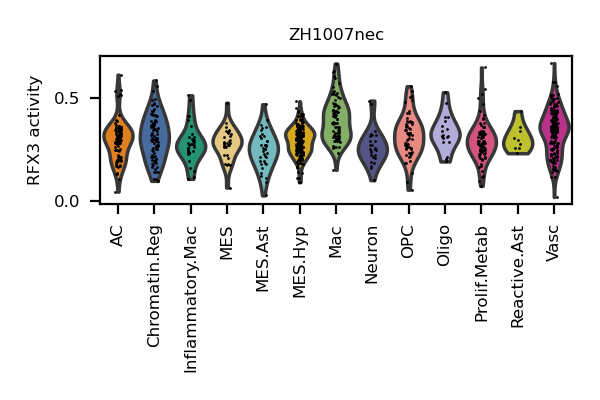 ZH1007nec
RFX3 activity
0.5
0.0
AC
Chromatin.Reg
Inflammatory.Mac
MES
MES.Ast
MES.Hyp
Mac
Neuron
OPC
Oligo
Prolif.Metab
Reactive.Ast
Vasc